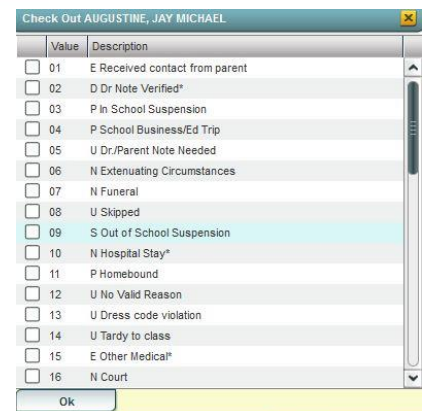 Check Out AUGUSTINE, JAY MICHAEL
Value Description
01 E Received contact from parent
02 D Dr Note Verified*
03 P In School Suspension
04 P School Business/Ed Trip
05 U Dr./Parent Note Needed
06 N Extenuating Circumstances
07 N Funeral
08 U Skipped
09 S Out of School Suspension
10 N Hospital Stay*
11 P Homebound
12 U No Valid Reason
13 U Dress code violation
14 U Tardy to class
15 E Other Medical*
16 N Court
Ok